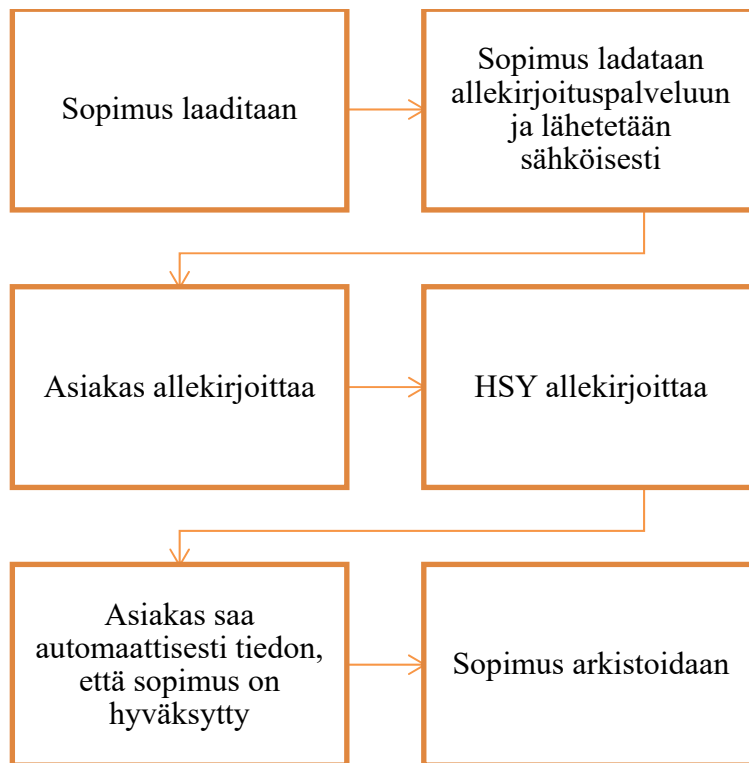 Sopimus laaditaan
Sopimus ladataan
allekirjoituspalveluun
ja lähetetään
sähköisesti
Asiakas allekirjoittaa
HSY allekirjoittaa
Asiakas saa
automaattisesti tiedon,
että sopimus on
hyväksytty
Sopimus arkistoidaan